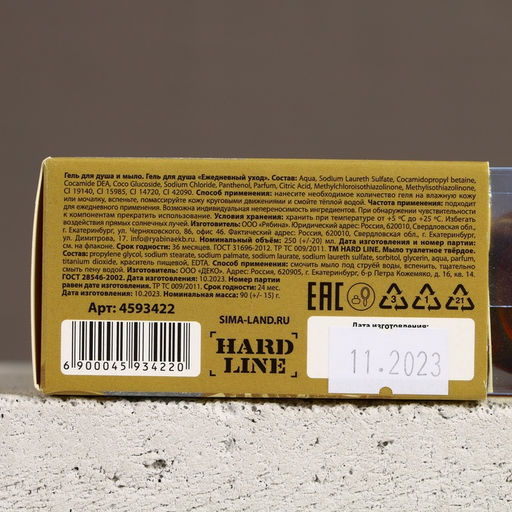 Гель для душа и мыло. Гель для душа «Ежедневный уход». Состав: Aqua, Sodium Laureth Sulfate, Cocamidopropyl betaine,
Cocamide DEA, Coco Glucoside, Sodium Chloride, Panthenol, Parfum, Citric Acid, Methylchloroisothiazolinone, Methylisothiazolinone,
CI 19140, CI 15985, CI 14720, CI 42090. Способ применения: нанесите необходимое количество геля на влажную кожу
или мочалку, вспеньте, помассируйте кожу круговыми движениями и смойте тёплой водой. Частота применения: подходит
для ежедневного применения. Возможна индивидуальная непереносимость ингредиентов. При обнаружении чувствительности
к компонентам прекратить использование. Условия хранения: хранить при температуре от +5 °C до +25 °C. Избегать
воздействия прямых солнечных лучей. Изготовитель: ООО «Рябина». Юридический адрес: Россия, 620050, Свердловская обл.,
г. Екатеринбург, ул. Черняховского, 86, офис 46. Фактический адрес: Россия, 620010, Свердловская обл., г. Екатеринбург,
ул. Димитрова, 17, info@ryabinaekb.ru. Номинальный объём: 250 (-/+20) мл. Дата изготовления и номер партии:
см. на флаконе. Срок годности: 36 месяцев. ГОСТ 31696-2012. ТР ТС 009/2011. ТМ HARD LINE. Мыло туалетное твёрдое.
Состав: propylene glycol, sodium stearate, sodium palmate, sodium laurate, sodium laureth sulfate, sorbitol, glycerin, aqua, parfum,
titanium dioxide, краситель пищевой, EDTA. Способ применения: смочить мыло под струёй воды, вспенить, тщательно
смыть пену водой. Изготовитель: ООО «ДЕКО». Адрес: Россия, 620905, г. Екатеринбург, б-р Петра Кожемяко, д. 16, кв. 14.
ГОСТ 28546-2002. Дата изготовления: 10.2023. Номер партии
равен дате изготовления. ТР ТС 009/2011. Срок годности: 24 мес.
Дата изготовления: 10.2023. Номинальная масса: 90 (+/- 15) г.
EAC 3 1 21
Арт: 4593422
SIMA-LAND.RU
HARD
LINE
6 900045 934220
Дата изготовления:
11.2023